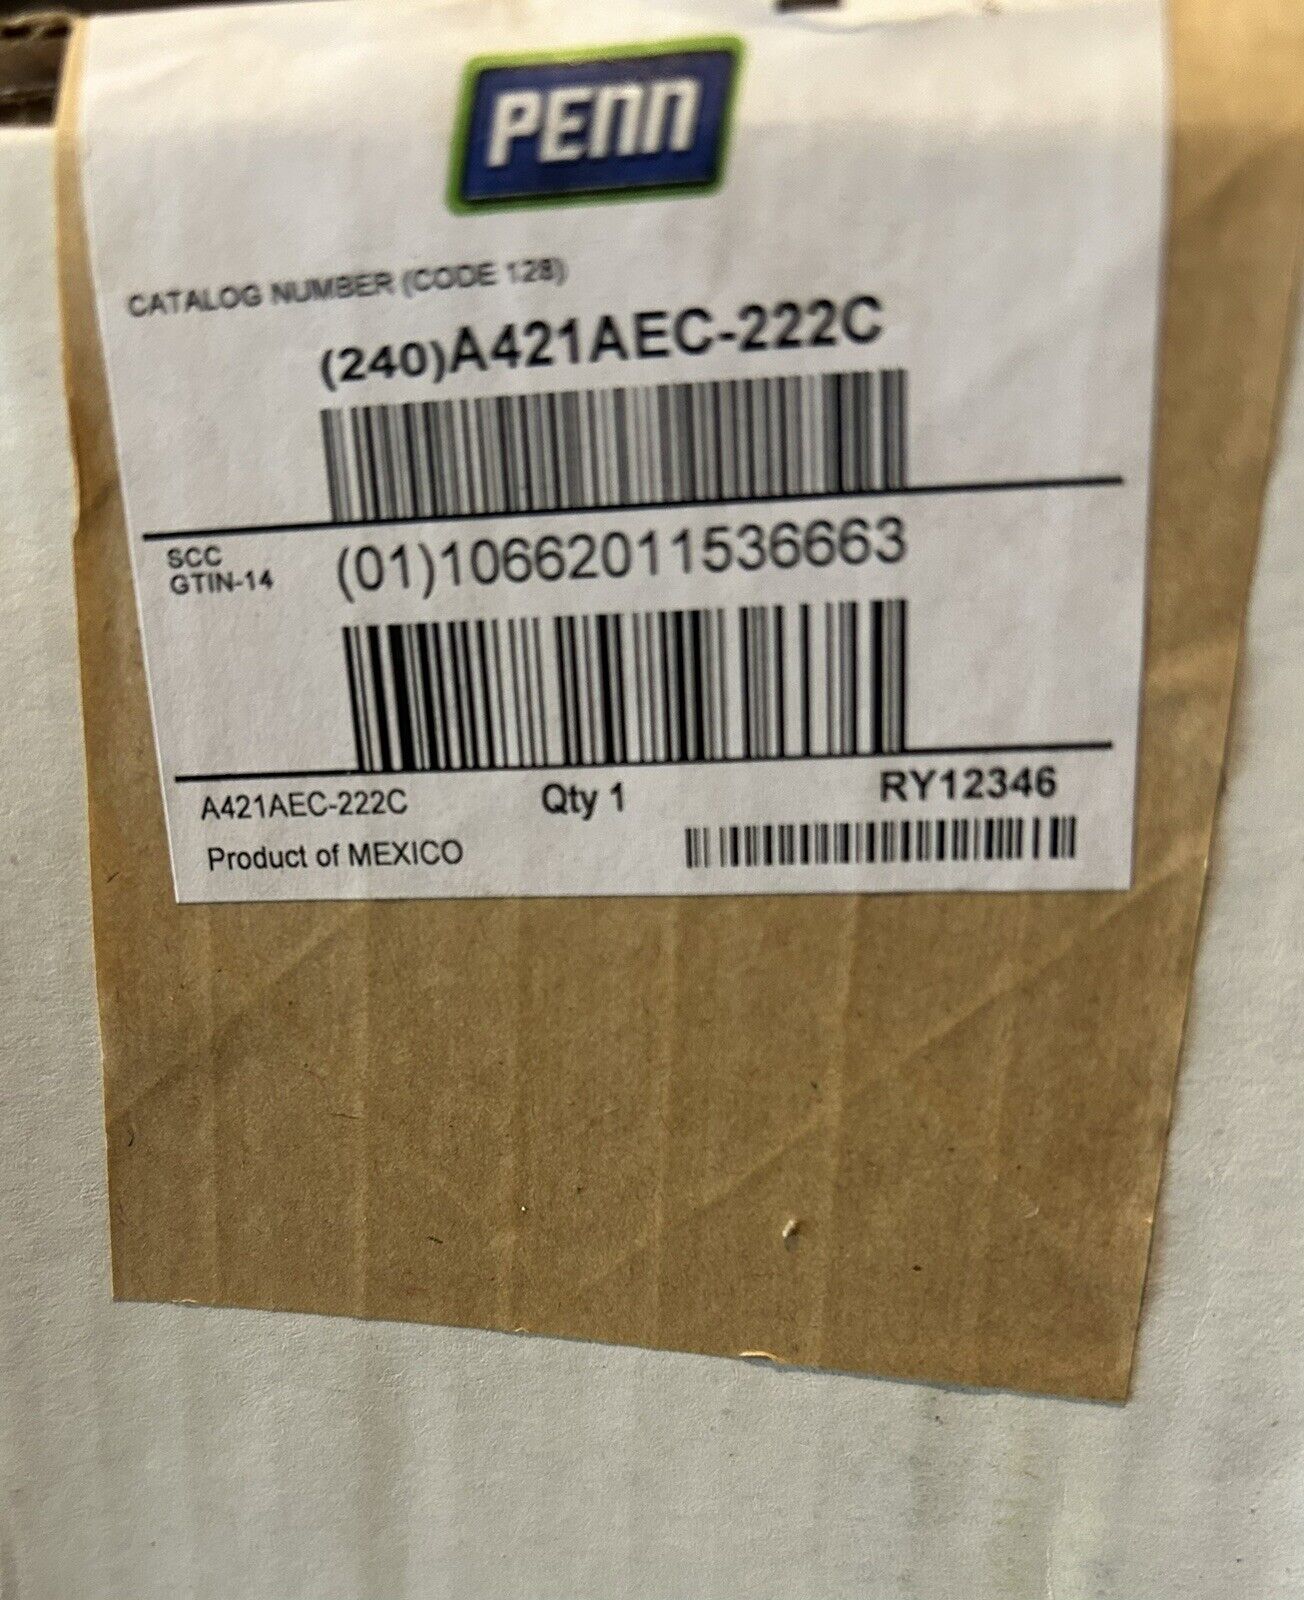 PENN
CATALOG NUMBER (CODE 128)
(240)A421AEC-222C
SCC
GTIN-14
(01)10662011536663
A421AEC-222C
Qty 1
RY12346
Product of MEXICO